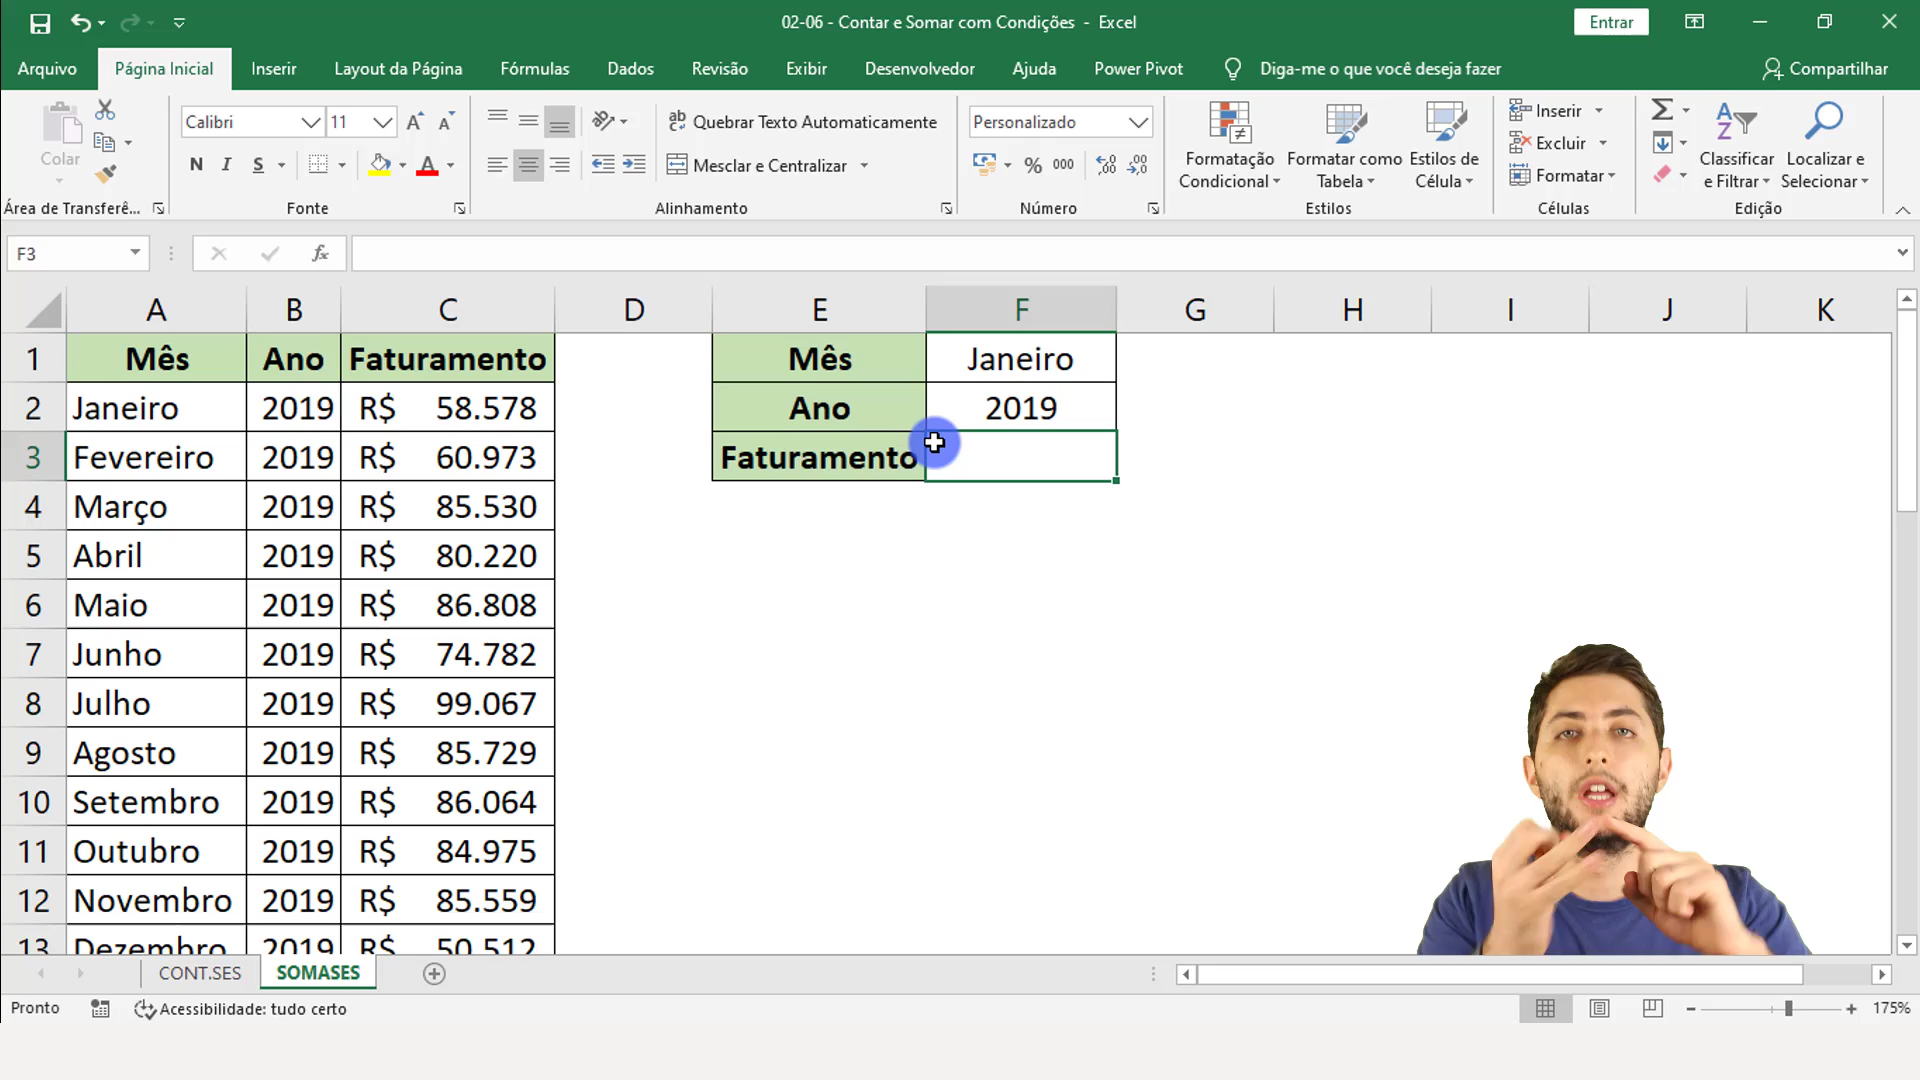 02-06 - Contar e Somar com Condições - Excel
Entrar
Arquivo Página Inicial Inserir Layout da Página Fórmulas Dados Revisão Exibir Desenvolvedor Ajuda Power Pivot Diga-me o que você deseja fazer Compartilhar
Colar
Calibri 11
N I S A
Quebrar Texto Automaticamente
Mesclar e Centralizar
Personalizado
% 000
Formatação Condicional
Formatar como Tabela
Estilos de Célula
Inserir
Excluir
Formatar
Classificar e Filtrar
Localizar e Selecionar
Área de Transferê... Fonte Alinhamento Número Estilos Células Edição
F3 fx
A B C D E F G H I J K
1 Mês Ano Faturamento Mês Janeiro
2 Janeiro 2019 R$ 58.578 Ano 2019
3 Fevereiro 2019 R$ 60.973 Faturamento
4 Março 2019 R$ 85.530
5 Abril 2019 R$ 80.220
6 Maio 2019 R$ 86.808
7 Junho 2019 R$ 74.782
8 Julho 2019 R$ 99.067
9 Agosto 2019 R$ 85.729
10 Setembro 2019 R$ 86.064
11 Outubro 2019 R$ 84.975
12 Novembro 2019 R$ 85.559
13 Dezembro 2019 R$ 50.512
CONT.SES SOMASES
Pronto Acessibilidade: tudo certo 175%